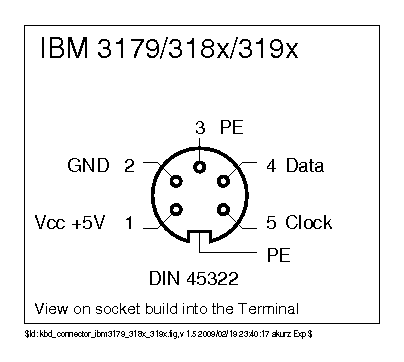 IBM 3179/318x/319x
3 PE
GND 2
4 Data
Vcc +5V 1
5 Clock
PE
DIN 45322
View on socket build into the Terminal
$Id: kbd_connector_ibm3179_318x_319x.fig,v 1.5 2009/02/19 23:40:17 akurz Exp $